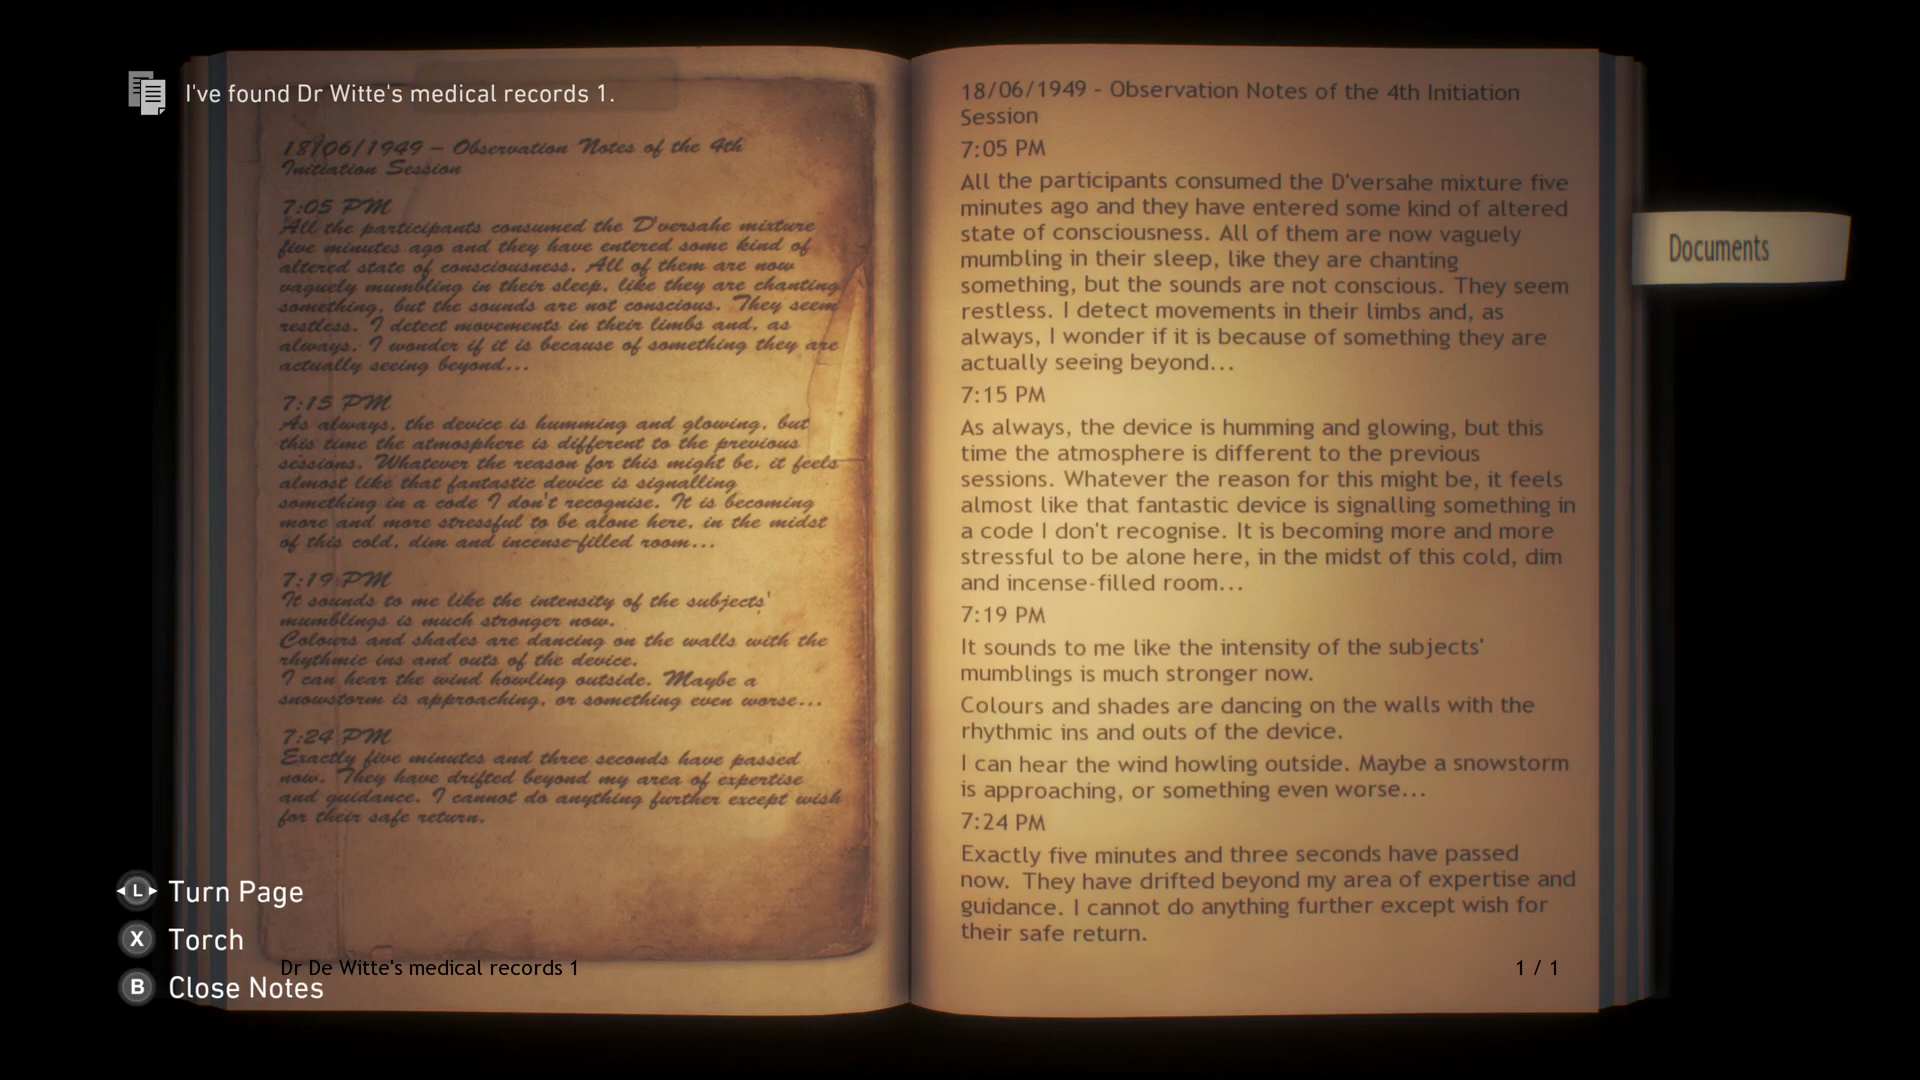 I've found Dr Witte's medical records 1.
18/06/1949 – Observation Notes of the 4th
Initiation Session
7:05 PM
All the participants consumed the D'versahe mixture
five minutes ago and they have entered some kind of
altered state of consciousness. All of them are now
vaguely mumbling in their sleep, like they are chanting
something, but the sounds are not conscious. They seem
restless. I detect movements in their limbs and, as
always, I wonder if it is because of something they are
actually seeing beyond...
7:15 PM
As always, the device is humming and glowing, but
this time the atmosphere is different to the previous
sessions. Whatever the reason for this might be, it feels
almost like that fantastic device is signalling
something in a code I don't recognise. It is becoming
more and more stressful to be alone here, in the midst
of this cold, dim and incense-filled room...
7:19 PM
It sounds to me like the intensity of the subjects'
mumblings is much stronger now.
Colours and shades are dancing on the walls with the
rhythmic ins and outs of the device.
I can hear the wind howling outside. Maybe a
snowstorm is approaching, or something even worse...
7:24 PM
Exactly five minutes and three seconds have passed
now. They have drifted beyond my area of expertise
and guidance. I cannot do anything further except wish
for their safe return.
Dr De Witte's medical records 1
18/06/1949 - Observation Notes of the 4th Initiation
Session
7:05 PM
All the participants consumed the D'versahe mixture five
minutes ago and they have entered some kind of altered
state of consciousness. All of them are now vaguely
mumbling in their sleep, like they are chanting
something, but the sounds are not conscious. They seem
restless. I detect movements in their limbs and, as
always, I wonder if it is because of something they are
actually seeing beyond...
7:15 PM
As always, the device is humming and glowing, but this
time the atmosphere is different to the previous
sessions. Whatever the reason for this might be, it feels
almost like that fantastic device is signalling something in
a code I don't recognise. It is becoming more and more
stressful to be alone here, in the midst of this cold, dim
and incense-filled room...
7:19 PM
It sounds to me like the intensity of the subjects'
mumblings is much stronger now.
Colours and shades are dancing on the walls with the
rhythmic ins and outs of the device.
I can hear the wind howling outside. Maybe a snowstorm
is approaching, or something even worse...
7:24 PM
Exactly five minutes and three seconds have passed
now. They have drifted beyond my area of expertise and
guidance. I cannot do anything further except wish for
their safe return.
1 / 1
Documents
L Turn Page
X Torch
B Close Notes